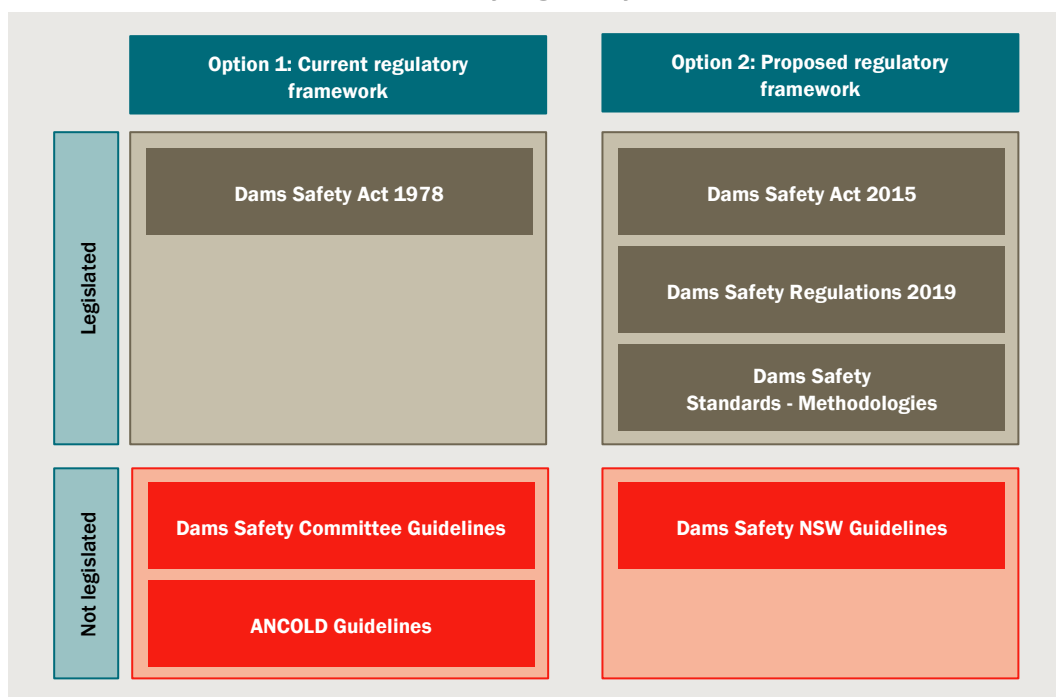 Option 1: Current regulatory
framework
Option 2: Proposed regulatory
framework
Legislated
Dams Safety Act 1978
Dams Safety Act 2015
Dams Safety Regulations 2019
Dams Safety
Standards - Methodologies
Not legislated
Dams Safety Committee Guidelines
ANCOLD Guidelines
Dams Safety NSW Guidelines